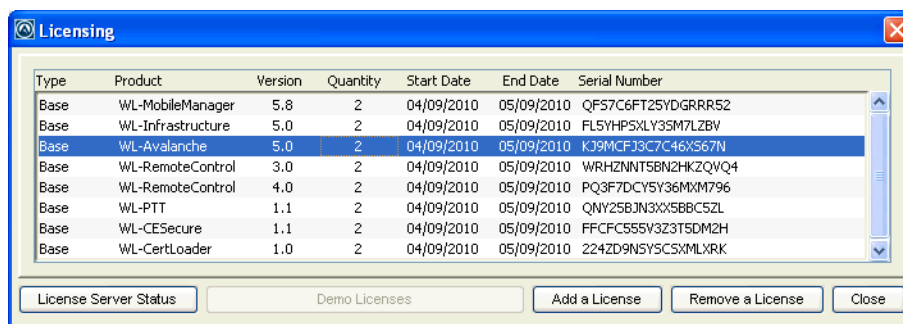 Licensing
Type Product Version Quantity Start Date End Date Serial Number
Base WL-MobileManager 5.8 2 04/09/2010 05/09/2010 QFS7C6FT25YDGRRR52
Base WL-Infrastructure 5.0 2 04/09/2010 05/09/2010 FL5YHPSXLY3SM7LZBV
Base WL-Avalanche 5.0 2 04/09/2010 05/09/2010 KJ9MCFJ3C7C46XS67N
Base WL-RemoteControl 3.0 2 04/09/2010 05/09/2010 WRHZNNT5BN2HKZQVQ4
Base WL-RemoteControl 4.0 2 04/09/2010 05/09/2010 PQ3F7DCY5Y36MXM796
Base WL-PTT 1.1 2 04/09/2010 05/09/2010 QNY25BJN3XX5BBC5ZL
Base WL-CESecure 1.1 2 04/09/2010 05/09/2010 FFCFC555V3Z3T5DM2H
Base WL-CertLoader 1.0 2 04/09/2010 05/09/2010 224ZD9NSYSCSXMLXRK
License Server Status Demo Licenses Add a License Remove a License Close